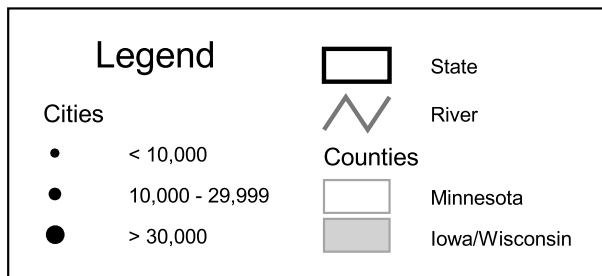 Legend
Cities
< 10,000
10,000 - 29,999
> 30,000
State
River
Counties
Minnesota
Iowa/Wisconsin